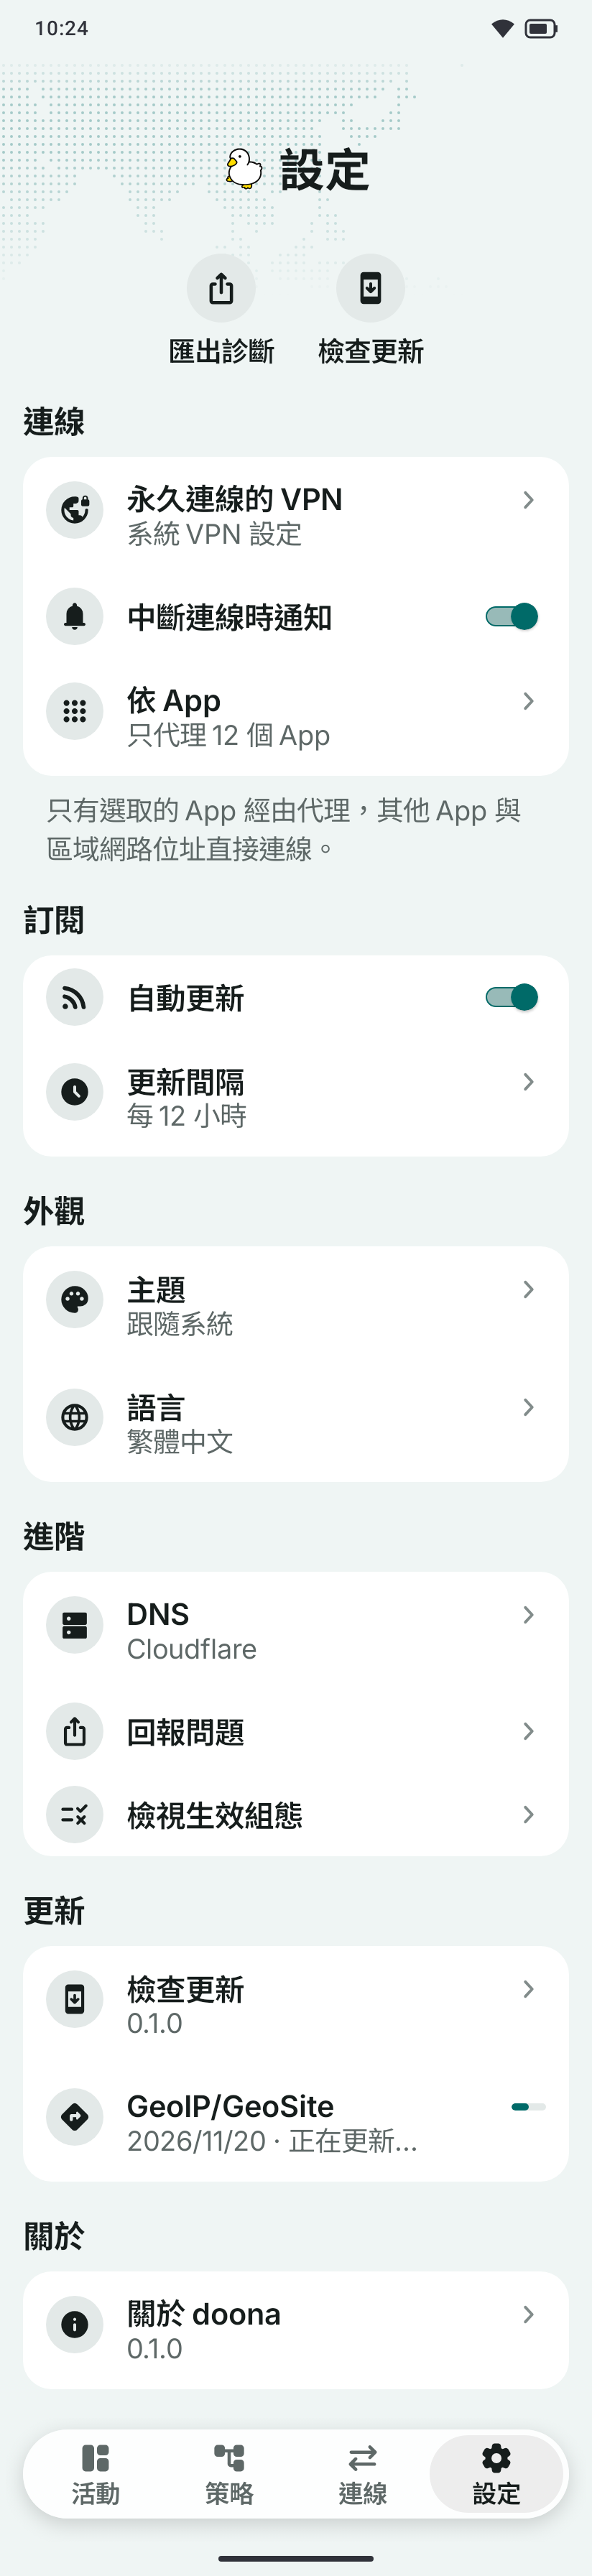 10:24
設定
匯出診斷
檢查更新
連線
永久連線的 VPN
系統 VPN 設定
中斷連線時通知
依 App
只代理 12 個 App
只有選取的 App 經由代理，其他 App 與
區域網路位址直接連線。
訂閱
自動更新
更新間隔
每 12 小時
外觀
主題
跟隨系統
語言
繁體中文
進階
DNS
Cloudflare
回報問題
檢視生效組態
更新
檢查更新
0.1.0
GeoIP/GeoSite
2026/11/20 · 正在更新…
關於
關於 doona
0.1.0
活動
策略
連線
設定